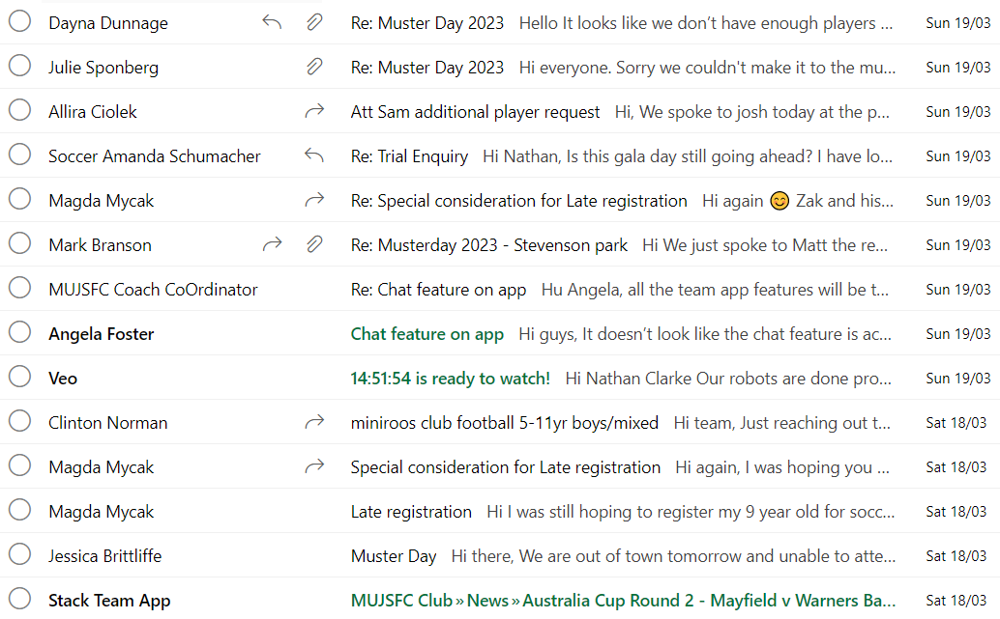 Dayna Dunnage Re: Muster Day 2023 Hello It looks like we don’t have enough players ... Sun 19/03
Julie Sponberg Re: Muster Day 2023 Hi everyone. Sorry we couldn't make it to the mu... Sun 19/03
Allira Ciolek Att Sam additional player request Hi, We spoke to josh today at the p... Sun 19/03
Soccer Amanda Schumacher Re: Trial Enquiry Hi Nathan, Is this gala day still going ahead? I have lo... Sun 19/03
Magda Mycak Re: Special consideration for Late registration Hi again 😊 Zak and his... Sun 19/03
Mark Branson Re: Musterday 2023 - Stevenson park Hi We just spoke to Matt the re... Sun 19/03
MUJSFC Coach CoOrdinator Re: Chat feature on app Hu Angela, all the team app features will be t... Sun 19/03
Angela Foster Chat feature on app Hi guys, It doesn’t look like the chat feature is ac... Sun 19/03
Veo 14:51:54 is ready to watch! Hi Nathan Clarke Our robots are done pro... Sun 19/03
Clinton Norman miniroos club football 5-11yr boys/mixed Hi team, Just reaching out t... Sat 18/03
Magda Mycak Special consideration for Late registration Hi again, I was hoping you ... Sat 18/03
Magda Mycak Late registration Hi I was still hoping to register my 9 year old for socc... Sat 18/03
Jessica Brittliffe Muster Day Hi there, We are out of town tomorrow and unable to atte... Sat 18/03
Stack Team App MUJSFC Club » News » Australia Cup Round 2 - Mayfield v Warners Ba... Sat 18/03